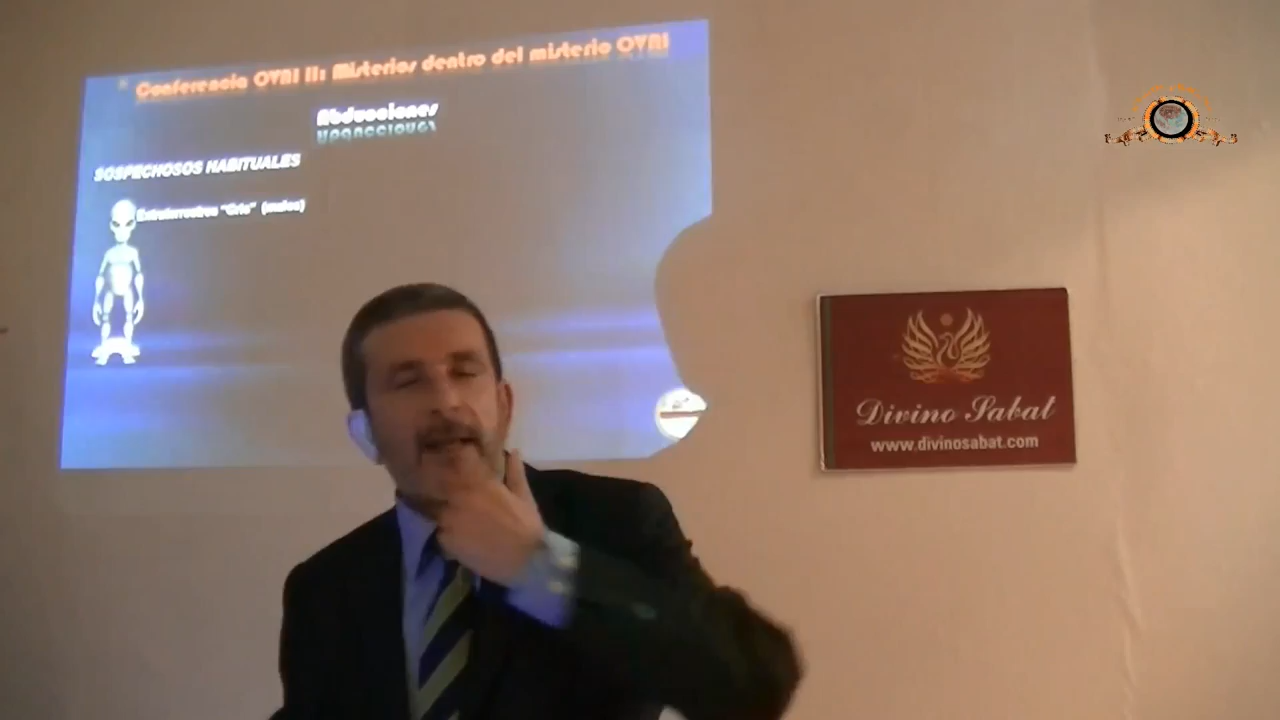 Conferencia OVNI II: Misterios dentro del misterio OVNI
Abducciones
SOSPECHOSOS HABITUALES
Extraterrestres "Gris" (malos)
Divino Sabat
www.divinosabat.com